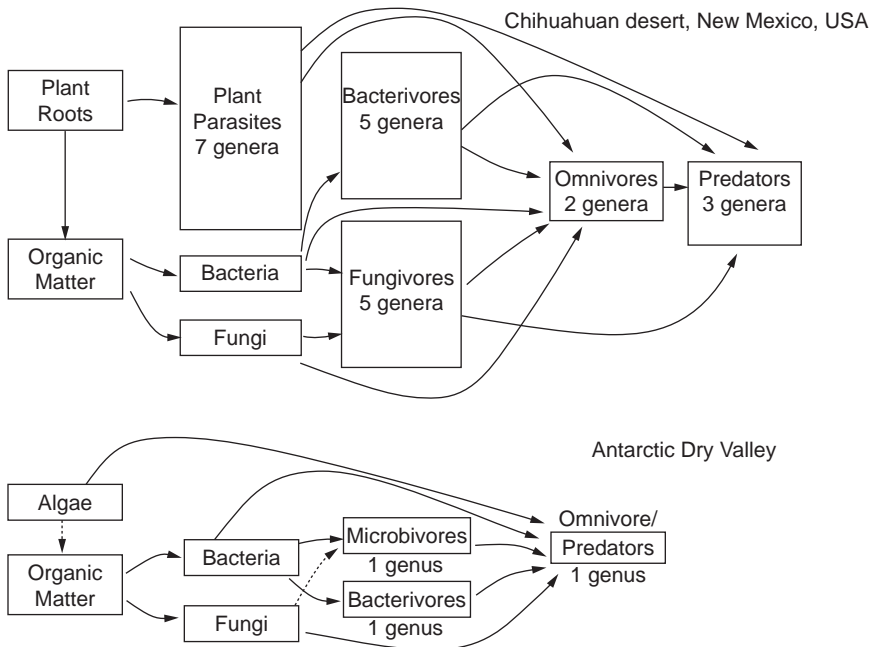 Chihuahuan desert, New Mexico, USA
Plant
Roots
Plant
Parasites
7 genera
Bacterivores
5 genera
Omnivores
2 genera
Predators
3 genera
Organic
Matter
Bacteria
Fungivores
5 genera
Fungi
Antarctic Dry Valley
Algae
Organic
Matter
Bacteria
Fungi
Microbivores
1 genus
Bacterivores
1 genus
Omnivore/
Predators
1 genus